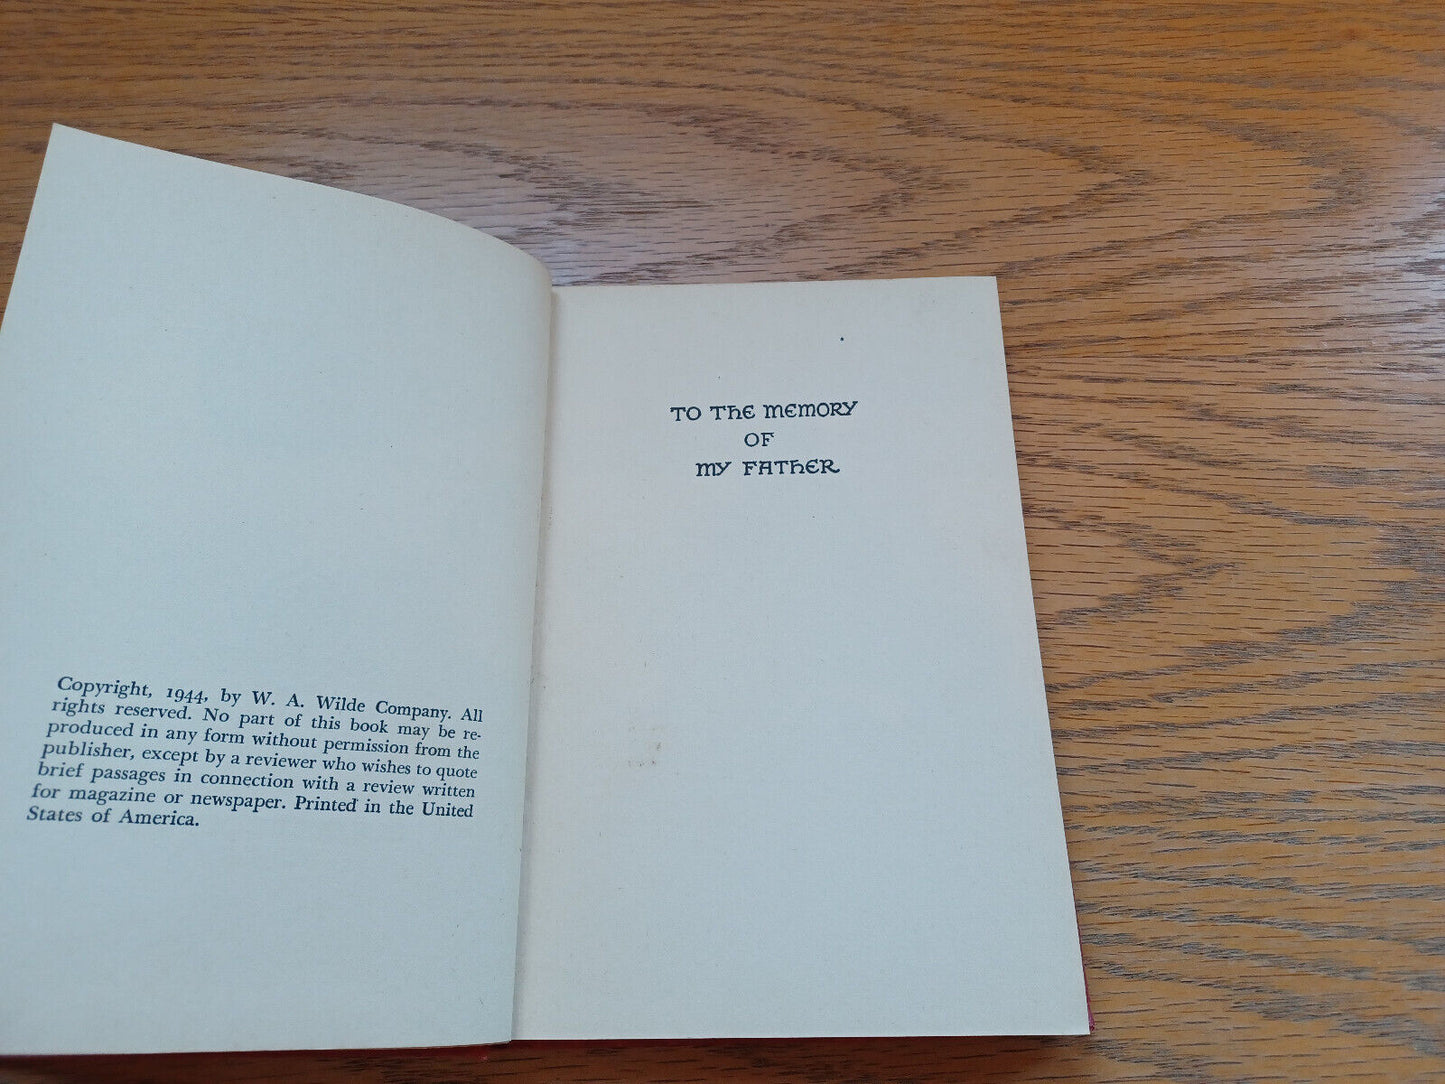 Copyright, 1944, by W. A. Wilde Company. All
rights reserved. No part of this book may be re-
produced in any form without permission from the
publisher, except by a reviewer who wishes to quote
brief passages in connection with a review written
for magazine or newspaper. Printed in the United
States of America.
TO THE MEMORY
OF
MY FATHER